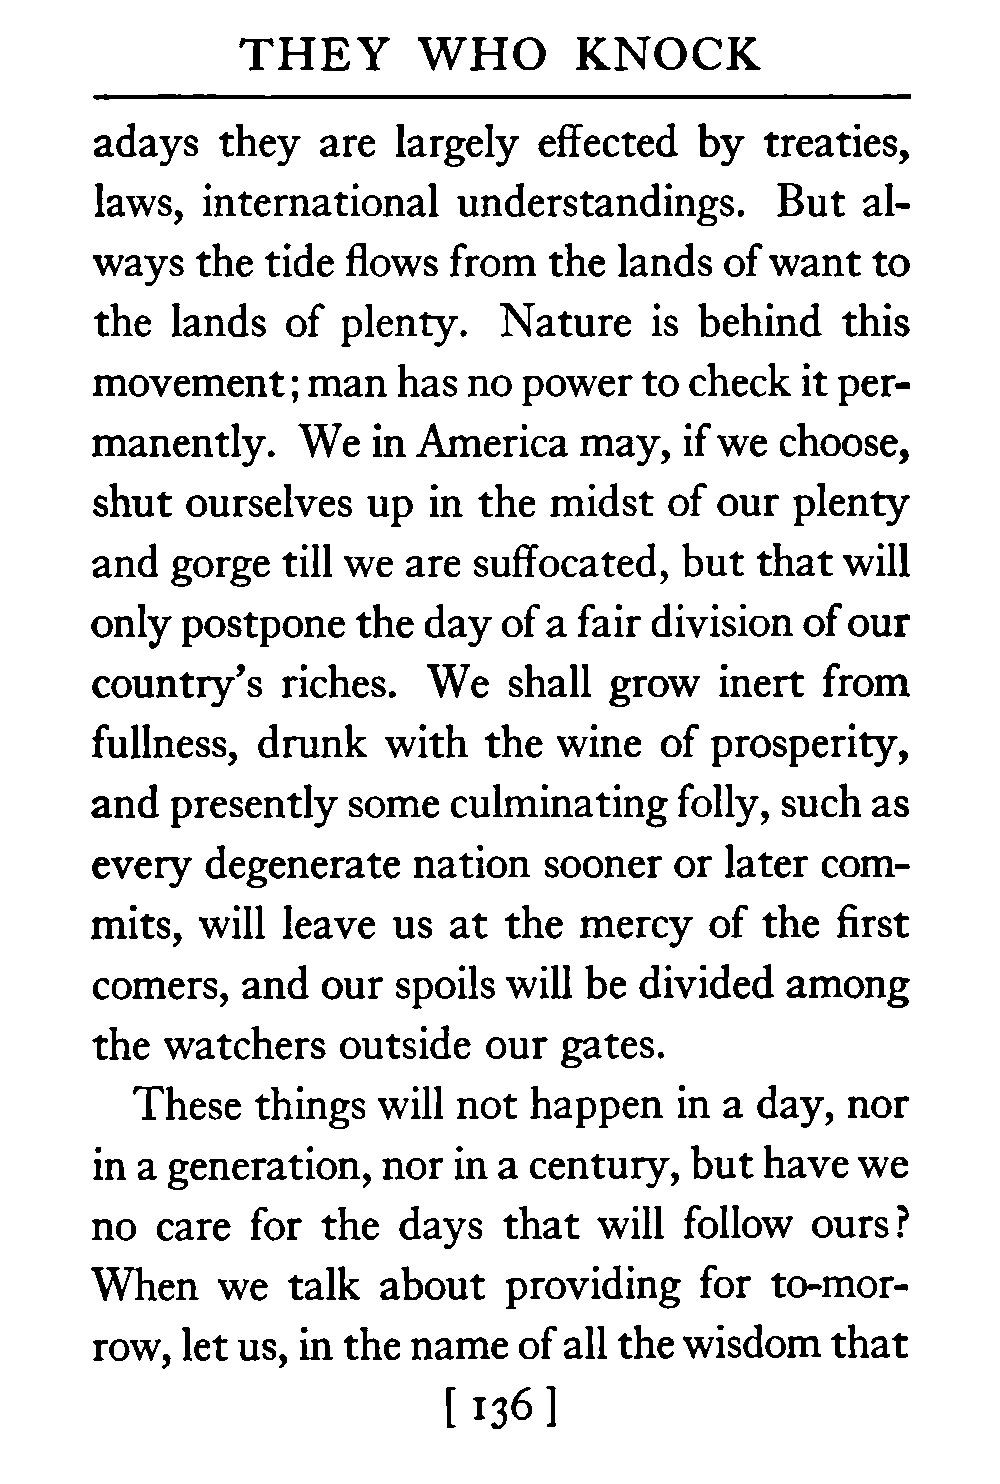 THEY WHO KNOCK
adays they are largely effected by treaties,
laws, international understandings. But al-
ways the tide flows from the lands of want to
the lands of plenty. Nature is behind this
movement; man has no power to check it per-
manently. We in America may, if we choose,
shut ourselves up in the midst of our plenty
and gorge till we are suffocated, but that will
only postpone the day of a fair division of our
country's riches. We shall grow inert from
fullness, drunk with the wine of prosperity,
and presently some culminating folly, such as
every degenerate nation sooner or later com-
mits, will leave us at the mercy of the first
comers, and our spoils will be divided among
the watchers outside our gates.
These things will not happen in a day, nor
in a generation, nor in a century, but have we
no care for the days that will follow ours?
When we talk about providing for to-mor-
row, let us, in the name of all the wisdom that
[ 136 ]